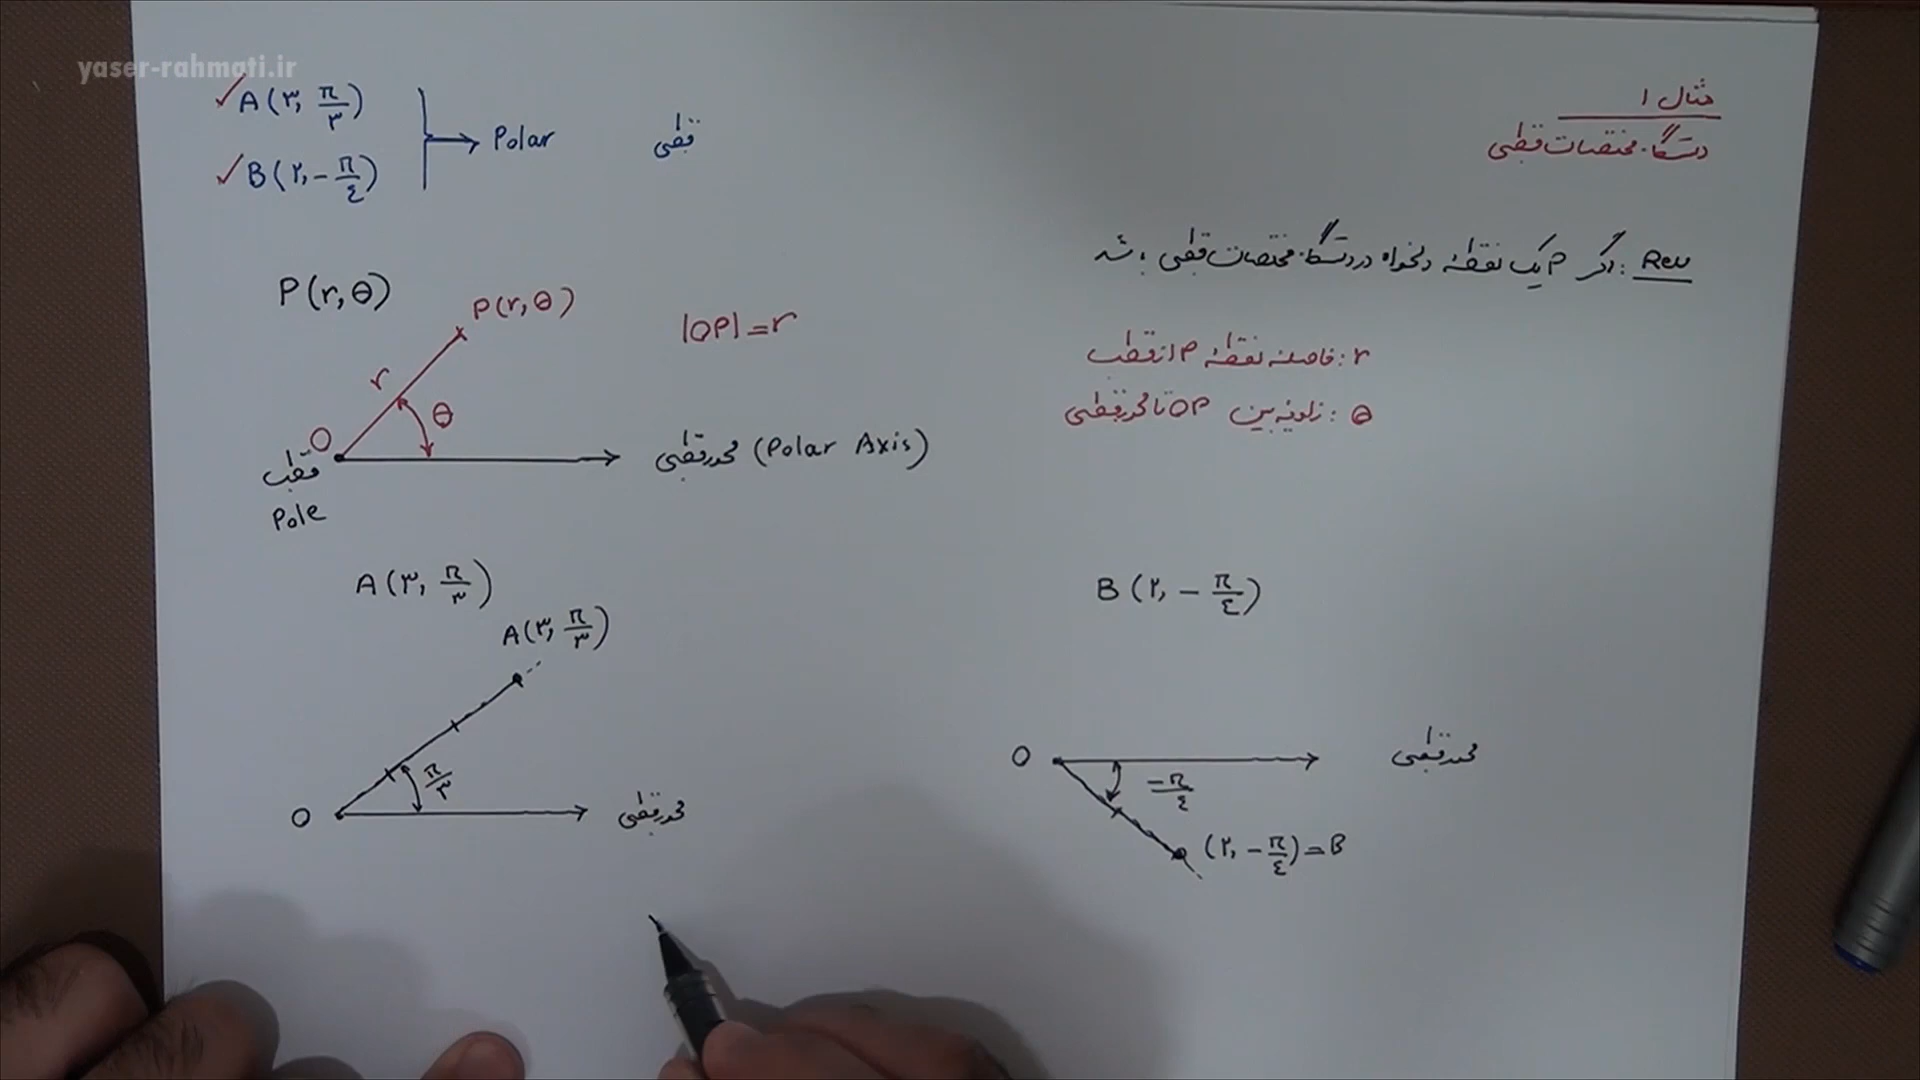 yaser-rahmati.ir
مثال ۱
دستگاه مختصات قطبی
A(۳, π/۳)
B(۲, -π/٤)
Polar قطبی
Rev: اگر P یک نقطهٔ دلخواه در دستگاه مختصات قطبی باشد
P(r, θ)
P(r, θ)
|OP| = r
r: فاصله نقطهٔ P از قطب
θ: زاویه بین OP تا محور قطبی
r
θ
O
محور قطبی (Polar Axis)
قطب
Pole
A(۳, π/۳)
B(۲, -π/٤)
A(۳, π/۳)
π/۳
O
محور قطبی
O
محور قطبی
-π/٤
(۲, -π/٤) = B